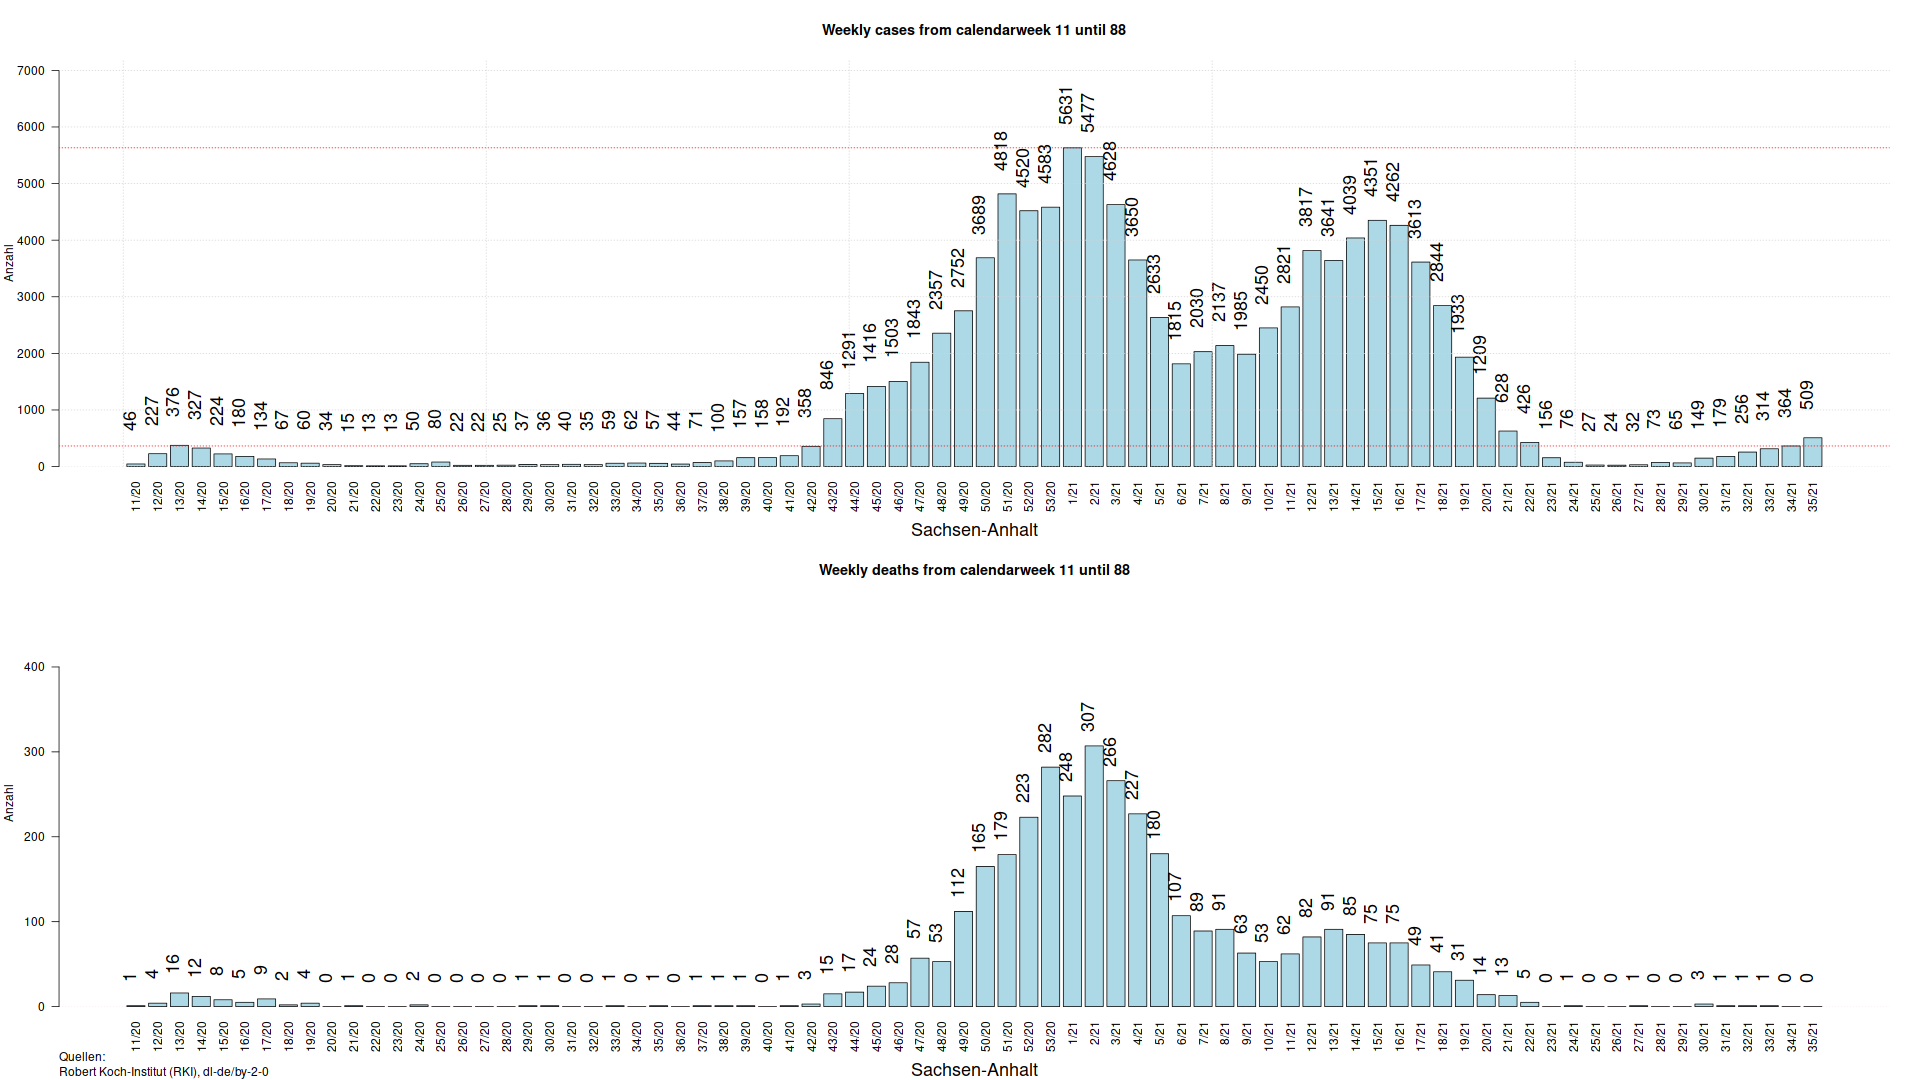 Weekly cases from calendarweek 11 until 88
7000
6000
5000
4000
3000
2000
1000
0
Anzahl
46 227 376 327 224 180 134 67 60 34 15 13 13 50 80 22 22 25 37 36 40 35 59 62 57 44 71 100 157 158 192 358 846 1291 1416 1503 1843 2357 2752 3689 4818 4520 4583 5631 5477 4628 3650 2633 1815 2030 2137 1985 2450 2821 3817 3641 4039 4351 4262 3613 2844 1933 1209 628 426 156 76 27 24 32 73 65 149 179 256 314 364 509
11/20 12/20 13/20 14/20 15/20 16/20 17/20 18/20 19/20 20/20 21/20 22/20 23/20 24/20 25/20 26/20 27/20 28/20 29/20 30/20 31/20 32/20 33/20 34/20 35/20 36/20 37/20 38/20 39/20 40/20 41/20 42/20 43/20 44/20 45/20 46/20 47/20 48/20 49/20 50/20 51/20 52/20 53/20 1/21 2/21 3/21 4/21 5/21 6/21 7/21 8/21 9/21 10/21 11/21 12/21 13/21 14/21 15/21 16/21 17/21 18/21 19/21 20/21 21/21 22/21 23/21 24/21 25/21 26/21 27/21 28/21 29/21 30/21 31/21 32/21 33/21 34/21 35/21
Sachsen-Anhalt
Weekly deaths from calendarweek 11 until 88
400
300
200
100
0
Anzahl
1 4 16 12 8 5 9 2 4 0 1 0 0 2 0 0 0 0 1 1 0 0 1 0 1 0 1 1 1 0 1 3 15 17 24 28 57 53 112 165 179 223 282 248 307 266 227 180 107 89 91 63 53 62 82 91 85 75 75 49 41 31 14 13 5 0 1 0 0 1 0 0 3 1 1 1 0 0
11/20 12/20 13/20 14/20 15/20 16/20 17/20 18/20 19/20 20/20 21/20 22/20 23/20 24/20 25/20 26/20 27/20 28/20 29/20 30/20 31/20 32/20 33/20 34/20 35/20 36/20 37/20 38/20 39/20 40/20 41/20 42/20 43/20 44/20 45/20 46/20 47/20 48/20 49/20 50/20 51/20 52/20 53/20 1/21 2/21 3/21 4/21 5/21 6/21 7/21 8/21 9/21 10/21 11/21 12/21 13/21 14/21 15/21 16/21 17/21 18/21 19/21 20/21 21/21 22/21 23/21 24/21 25/21 26/21 27/21 28/21 29/21 30/21 31/21 32/21 33/21 34/21 35/21
Sachsen-Anhalt
Quellen:
Robert Koch-Institut (RKI), dl-de/by-2-0